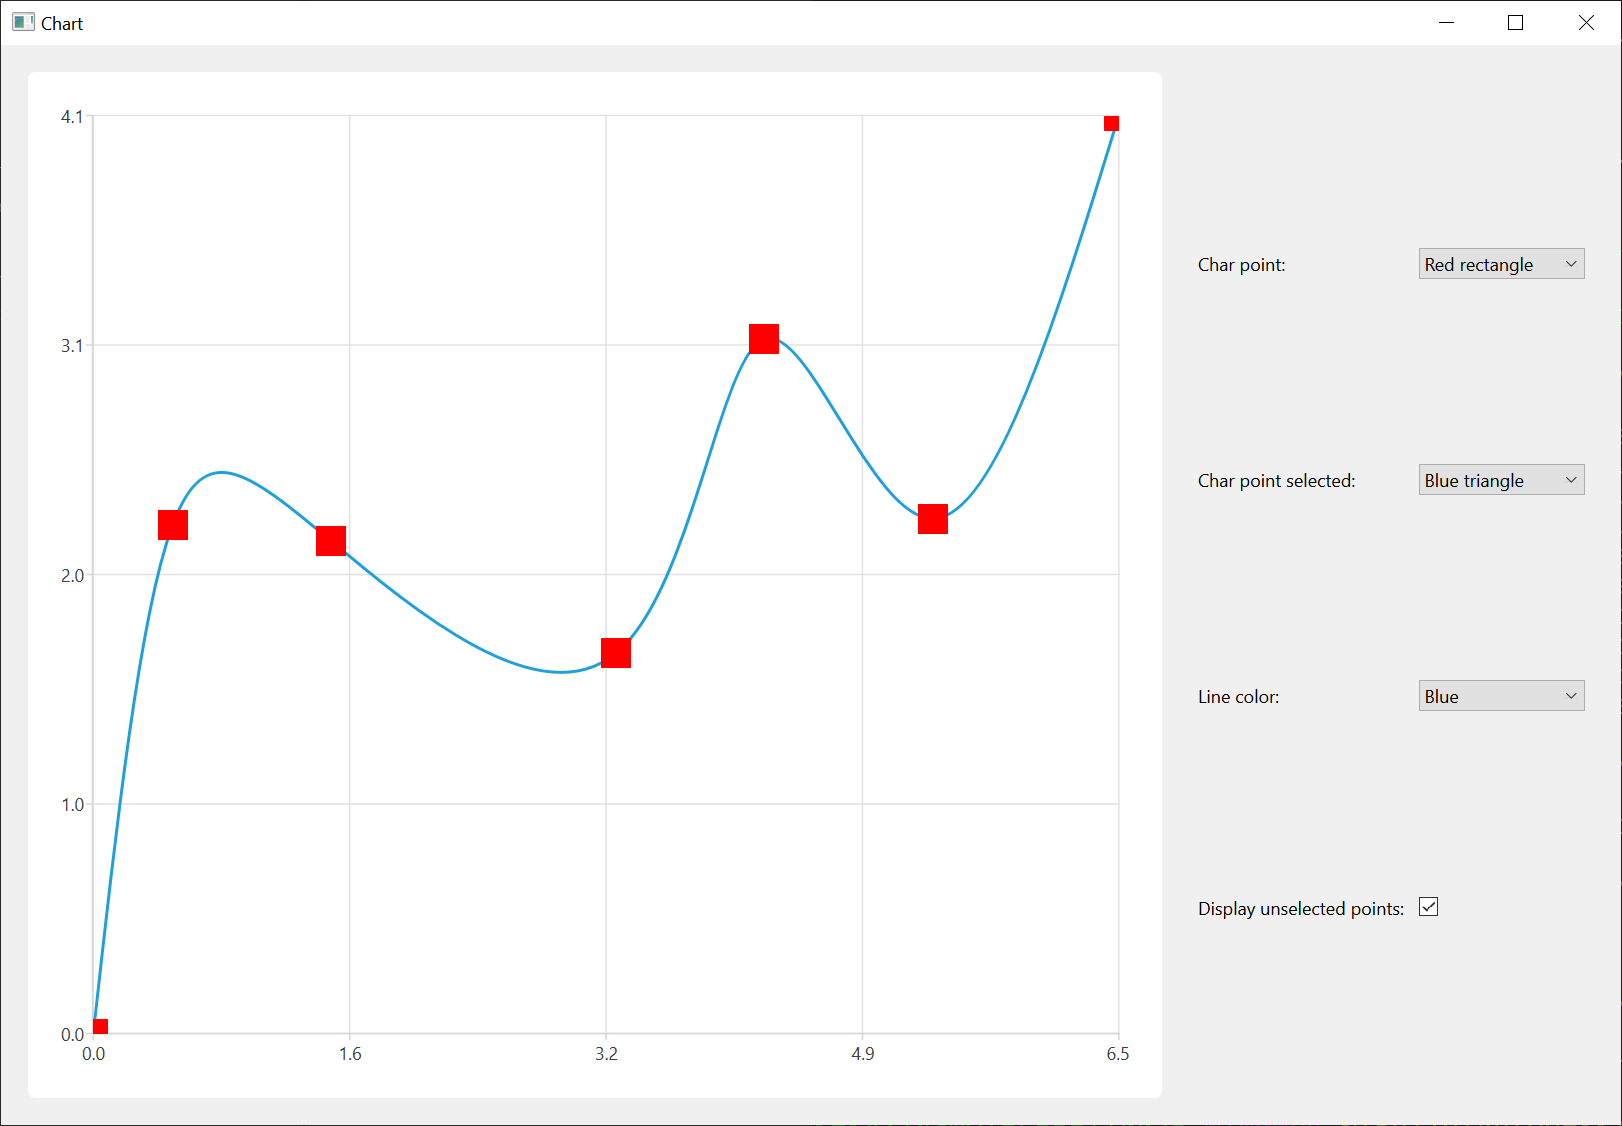 Chart
4.1
3.1
2.0
1.0
0.0
0.0 1.6 3.2 4.9 6.5
Char point: Red rectangle
Char point selected: Blue triangle
Line color: Blue
Display unselected points: